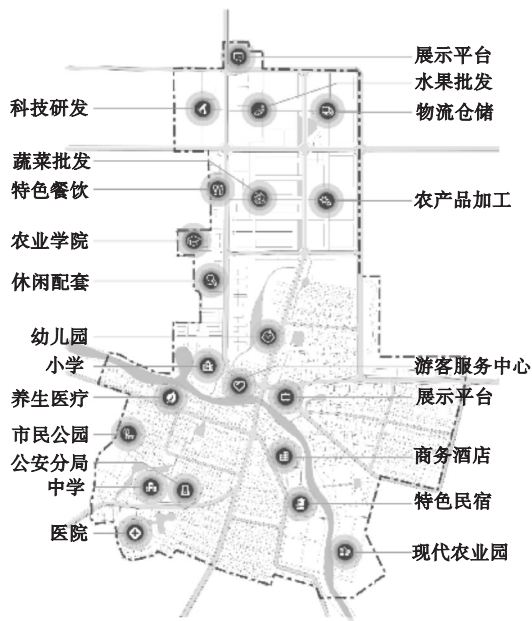 展示平台
水果批发
科技研发
物流仓储
蔬菜批发
特色餐饮
农产品加工
农业学院
休闲配套
幼儿园
小学
游客服务中心
养生医疗
展示平台
市民公园
公安分局
商务酒店
中学
特色民宿
医院
现代农业园